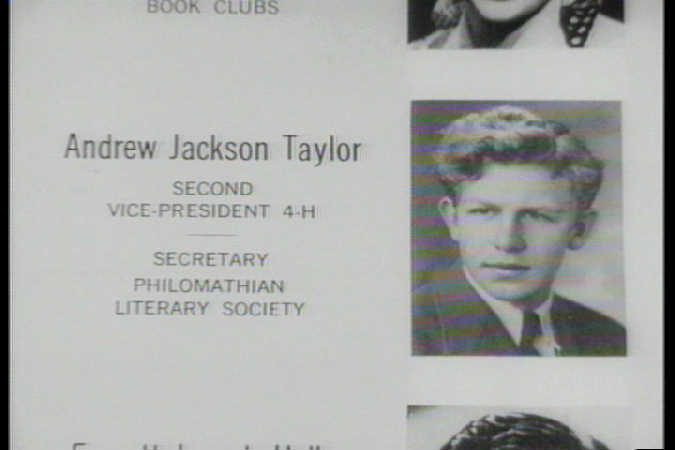 BOOK CLUBS
Andrew Jackson Taylor
SECOND
VICE-PRESIDENT 4-H
SECRETARY
PHILOMATHIAN
LITERARY SOCIETY